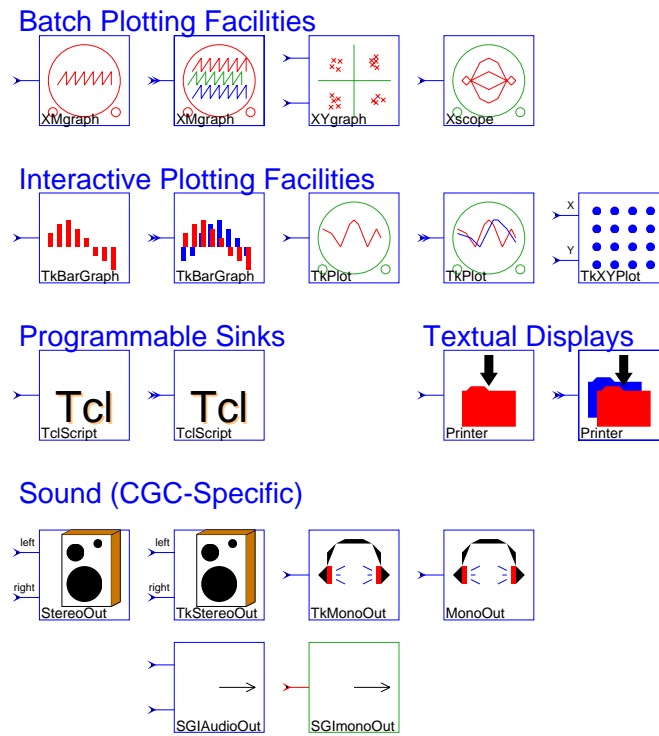 Batch Plotting Facilities
XMgraph
XMgraph
XYgraph
Xscope
Interactive Plotting Facilities
TkBarGraph
TkBarGraph
TkPlot
TkPlot
X
Y
TkXYPlot
Programmable Sinks
Textual Displays
Tcl
TclScript
Tcl
TclScript
Printer
Printer
Sound (CGC-Specific)
left
right
StereoOut
left
right
TkStereoOut
TkMonoOut
MonoOut
SGIAudioOut
SGImonoOut